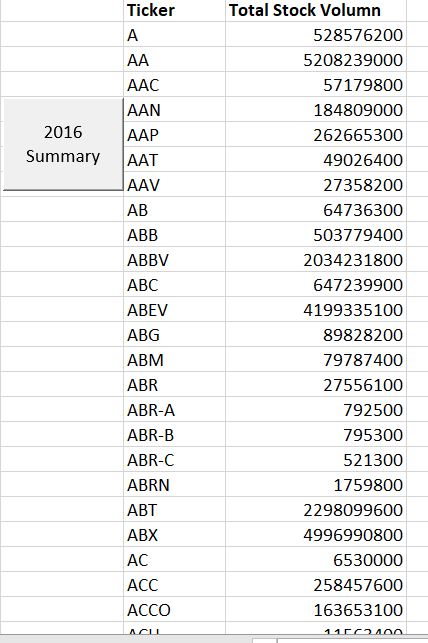 Ticker Total Stock Volumn
A 528576200
AA 5208239000
AAC 57179800
AAN 184809000
2016
Summary
AAP 262665300
AAT 49026400
AAV 27358200
AB 64736300
ABB 503779400
ABBV 2034231800
ABC 647239900
ABEV 4199335100
ABG 89828200
ABM 79787400
ABR 27556100
ABR-A 792500
ABR-B 795300
ABR-C 521300
ABRN 1759800
ABT 2298099600
ABX 4996990800
AC 6530000
ACC 258457600
ACCO 163653100